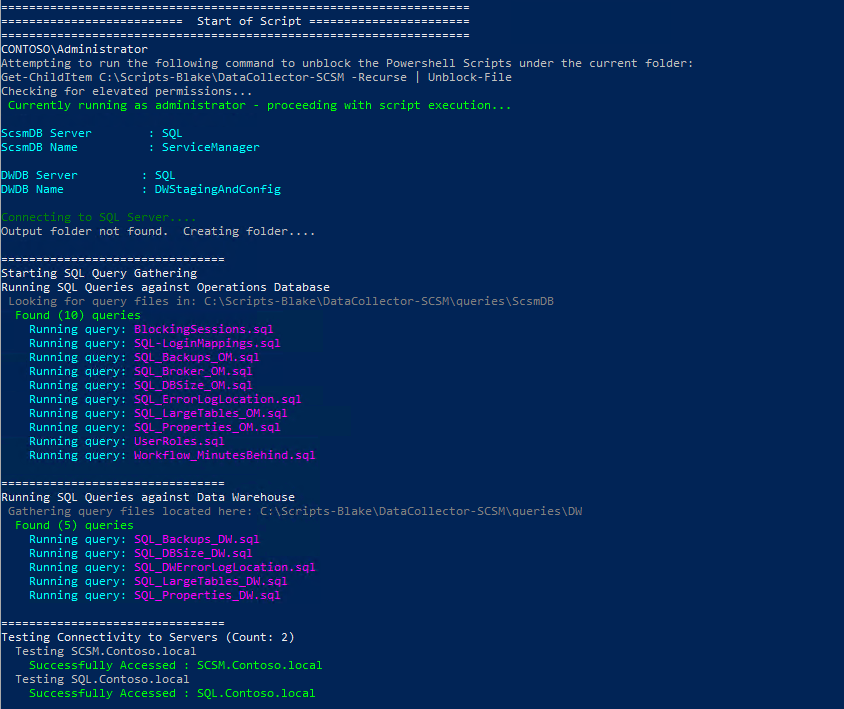 ===================================================================
==========================  Start of Script =======================
===================================================================
CONTOSO\Administrator
Attempting to run the following command to unblock the Powershell Scripts under the current folder:
Get-ChildItem C:\Scripts-Blake\DataCollector-SCSM -Recurse | Unblock-File
Checking for elevated permissions...
 Currently running as administrator - proceeding with script execution...
ScsmDB Server        : SQL
ScsmDB Name          : ServiceManager
DWDB Server         : SQL
DWDB Name           : DWStagingAndConfig
Connecting to SQL Server....
Output folder not found.  Creating folder....
================================
Starting SQL Query Gathering
Running SQL Queries against Operations Database
 Looking for query files in: C:\Scripts-Blake\DataCollector-SCSM\queries\ScsmDB
  Found (10) queries
    Running query: BlockingSessions.sql
    Running query: SQL-LoginMappings.sql
    Running query: SQL_Backups_OM.sql
    Running query: SQL_Broker_OM.sql
    Running query: SQL_DBSize_OM.sql
    Running query: SQL_ErrorLogLocation.sql
    Running query: SQL_LargeTables_OM.sql
    Running query: SQL_Properties_OM.sql
    Running query: UserRoles.sql
    Running query: Workflow_MinutesBehind.sql
================================
Running SQL Queries against Data Warehouse
 Gathering query files located here: C:\Scripts-Blake\DataCollector-SCSM\queries\DW
  Found (5) queries
    Running query: SQL_Backups_DW.sql
    Running query: SQL_DBSize_DW.sql
    Running query: SQL_DWErrorLogLocation.sql
    Running query: SQL_LargeTables_DW.sql
    Running query: SQL_Properties_DW.sql
================================
Testing Connectivity to Servers (Count: 2)
  Testing SCSM.Contoso.local
    Successfully Accessed : SCSM.Contoso.local
  Testing SQL.Contoso.local
    Successfully Accessed : SQL.Contoso.local